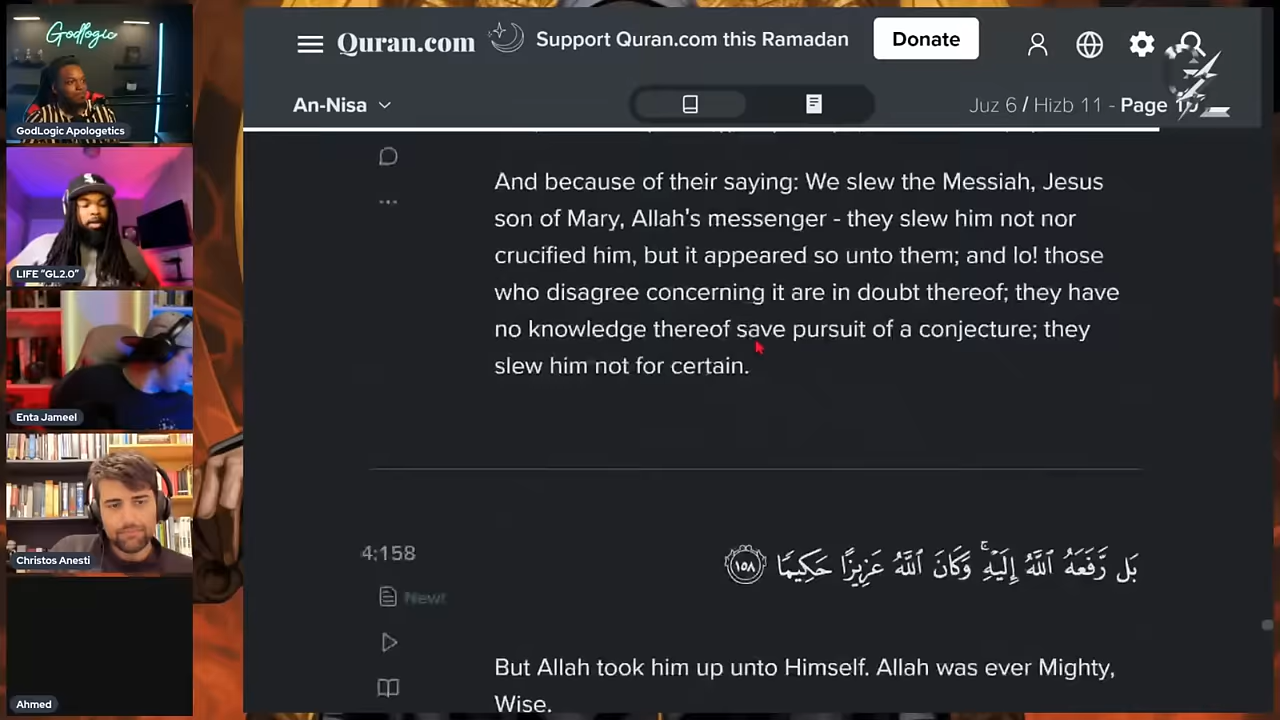 Godlogic
GodLogic Apologetics
LIFE "GL2.0"
Enta Jameel
Christos Anesti
Ahmed
Quran.com
Support Quran.com this Ramadan
Donate
An-Nisa
Juz 6 / Hizb 11 - Page
And because of their saying: We slew the Messiah, Jesus
son of Mary, Allah's messenger - they slew him not nor
crucified him, but it appeared so unto them; and lo! those
who disagree concerning it are in doubt thereof; they have
no knowledge thereof save pursuit of a conjecture; they
slew him not for certain.
4:158
New!
بَل رَّفَعَهُ ٱللَّهُ إِلَيْهِ ۚ وَكَانَ ٱللَّهُ عَزِيزًا حَكِيمًا ١٥٨
But Allah took him up unto Himself. Allah was ever Mighty,
Wise.